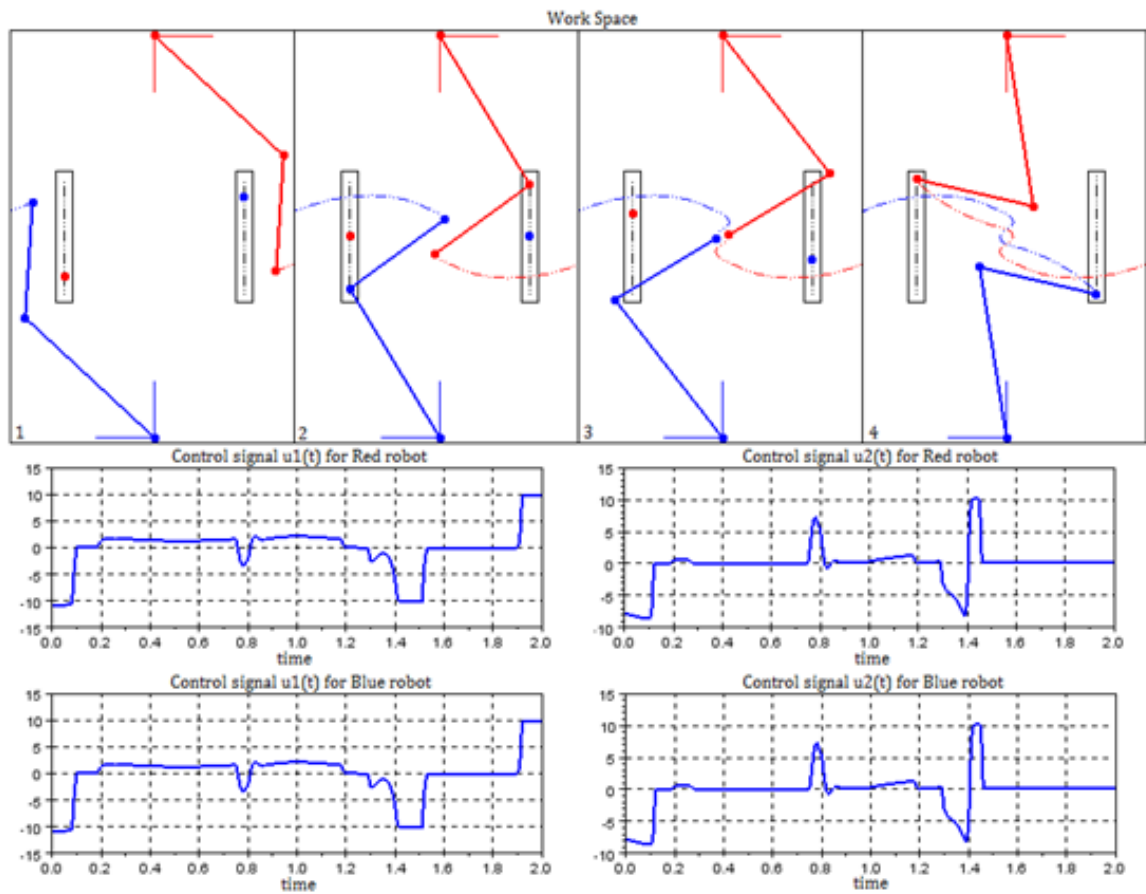 Work Space
1 2 3 4
Control signal u1(t) for Red robot
15
10
5
0
-5
-10
-15
0.0 0.2 0.4 0.6 0.8 1.0 1.2 1.4 1.6 1.8 2.0
time
Control signal u2(t) for Red robot
15
10
5
0
-5
-10
0.0 0.2 0.4 0.6 0.8 1.0 1.2 1.4 1.6 1.8 2.0
time
Control signal u1(t) for Blue robot
15
10
5
0
-5
-10
-15
0.0 0.2 0.4 0.6 0.8 1.0 1.2 1.4 1.6 1.8 2.0
time
Control signal u2(t) for Blue robot
15
10
5
0
-5
-10
0.0 0.2 0.4 0.6 0.8 1.0 1.2 1.4 1.6 1.8 2.0
time